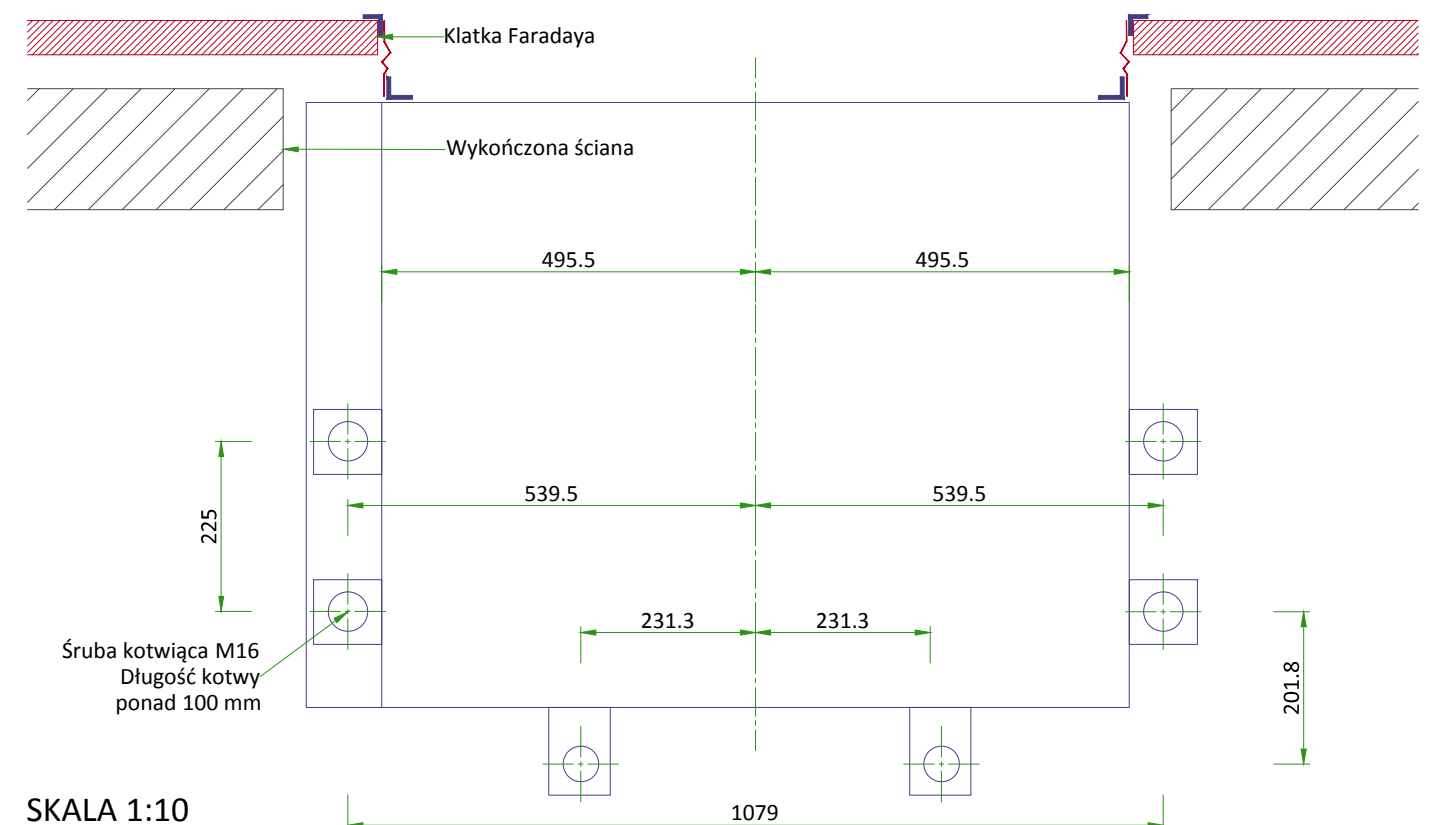 Klatka Faradaya
Wykończona ściana
495.5
495.5
539.5
539.5
225
231.3
231.3
Śruba kotwiąca M16
Długość kotwy
ponad 100 mm
201.8
SKALA 1:10
1079